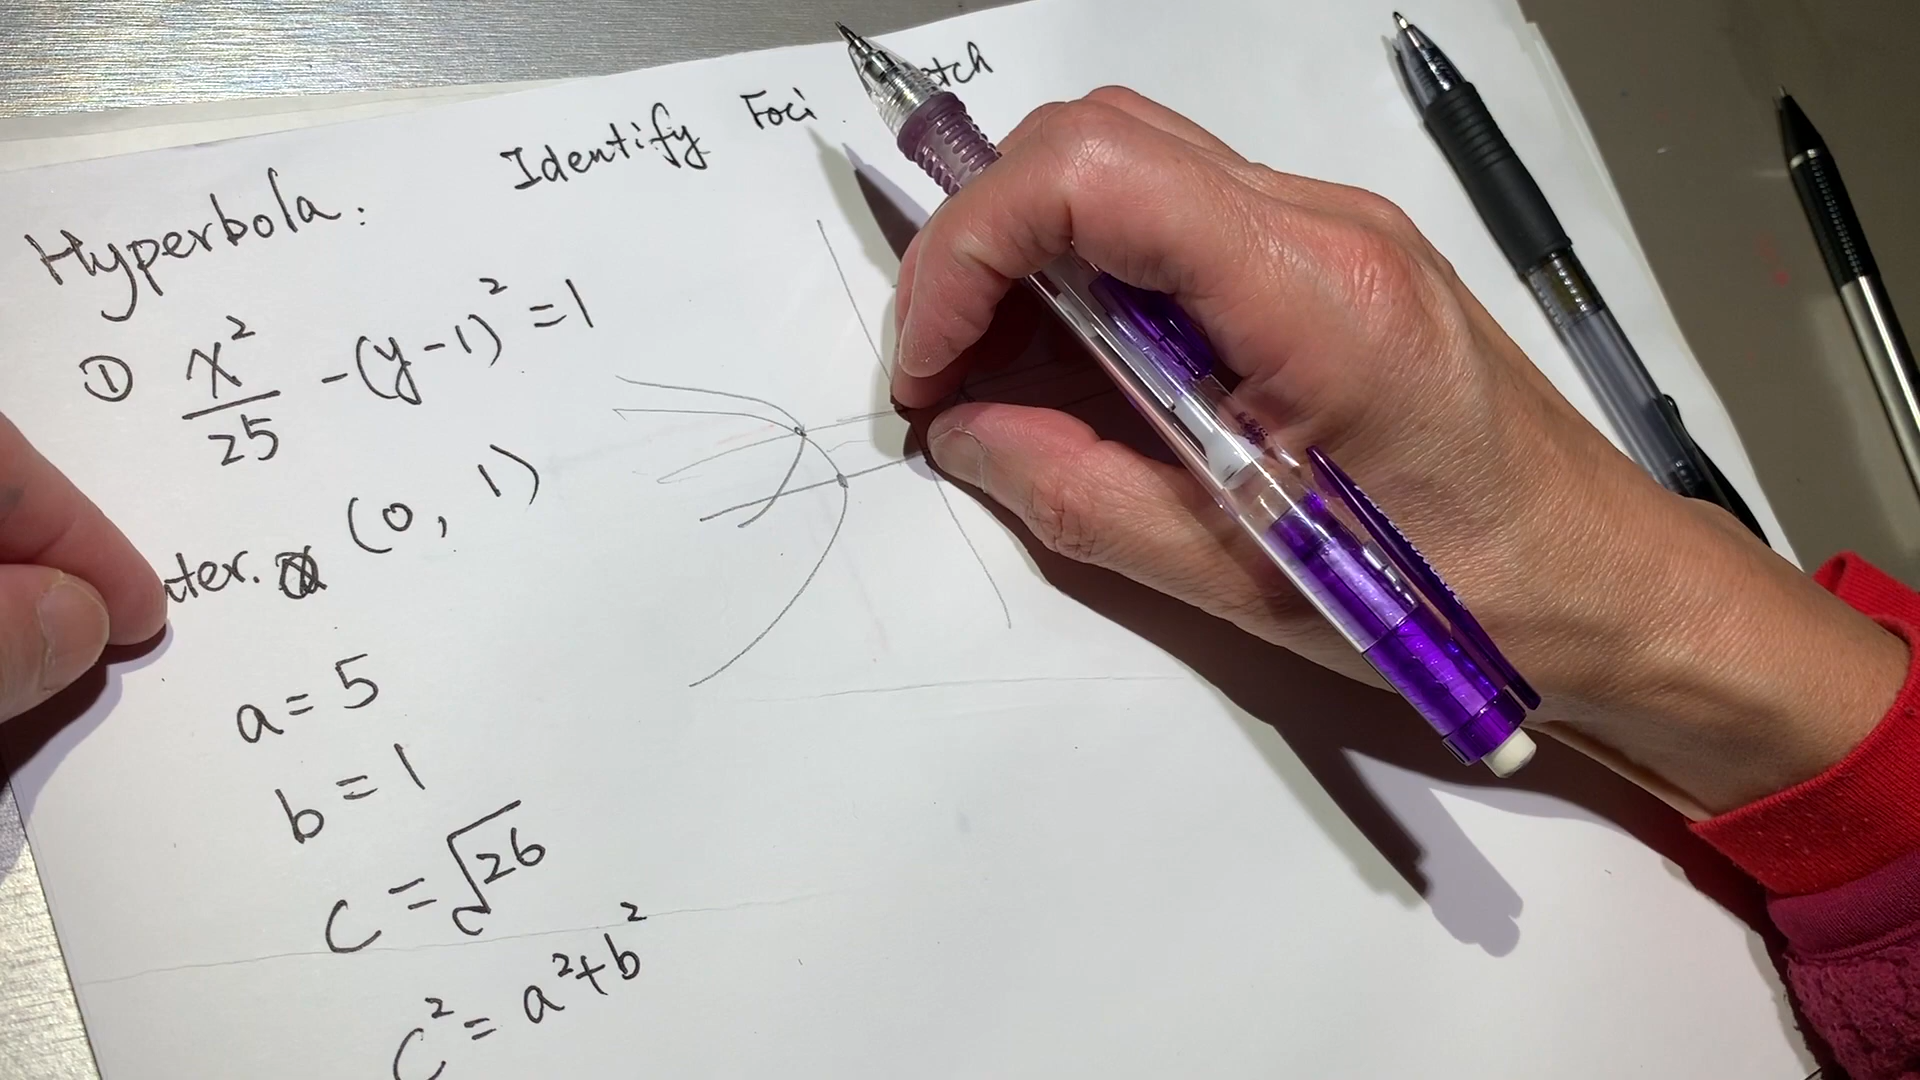 Identify Foci
Hyperbola:
① x²/25 - (y-1)² = 1
(0, 1)
a = 5
b = 1
c = √26
c² = a² + b²